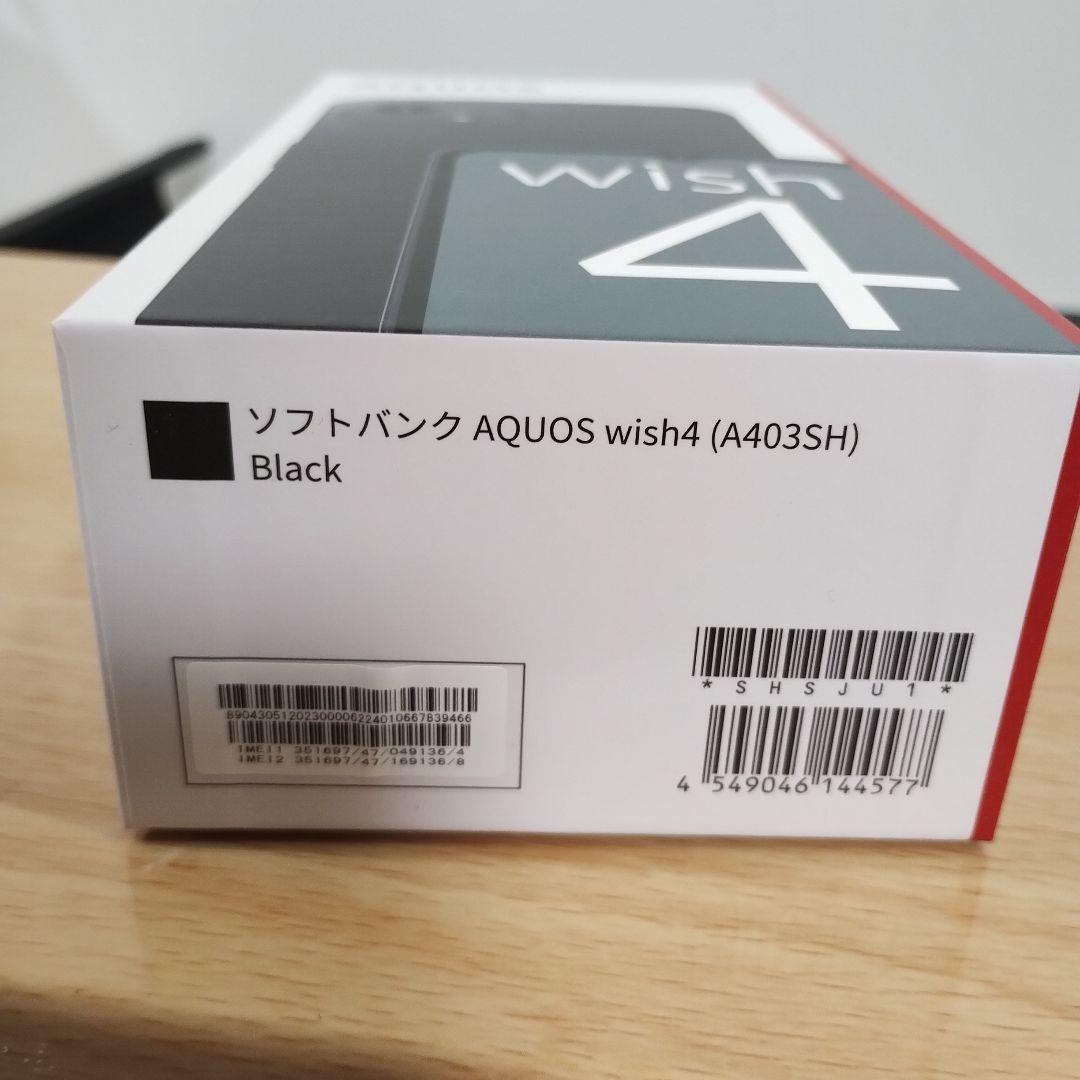 wish
4
ソフトバンク AQUOS wish4 (A403SH)
Black
89043051202300006224010667839466
IMEI1 351697/47/049136/4
IMEI2 351697/47/169136/8
*SHSJU1*
4 549046 144577